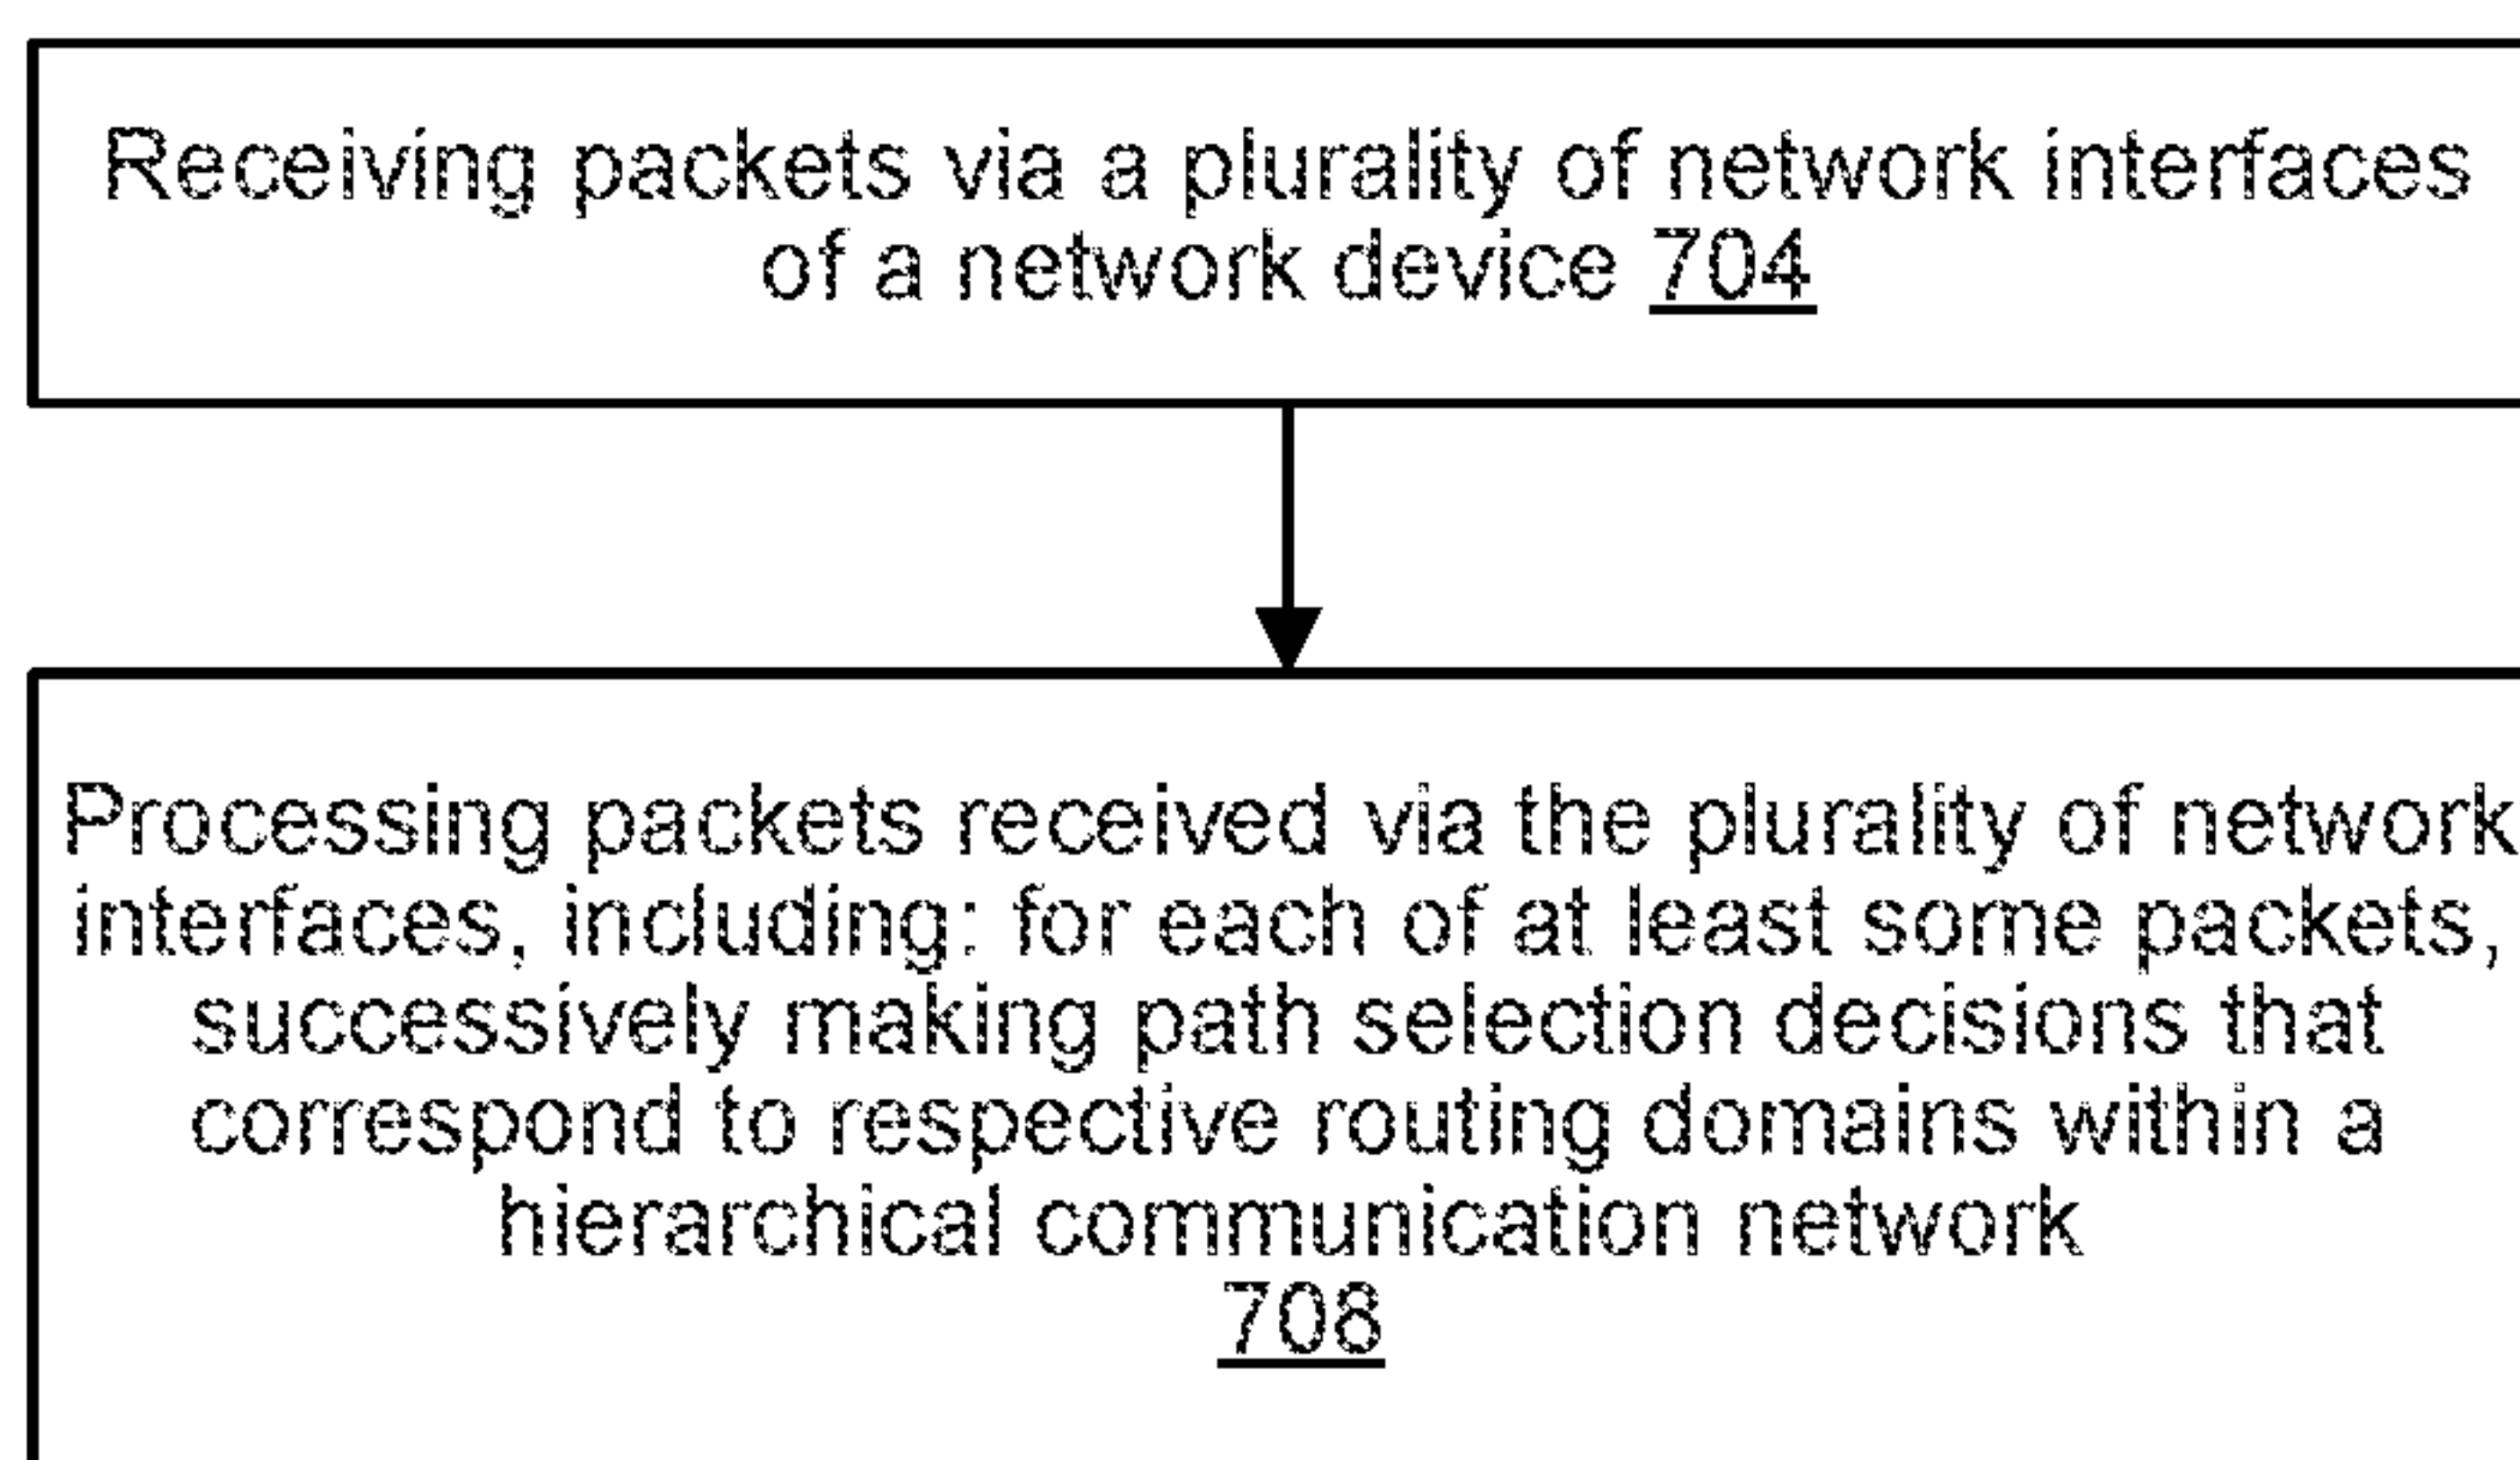 Receiving packets via a plurality of network interfaces
of a network device 704
Processing packets received via the plurality of network
interfaces, including: for each of at least some packets,
successively making path selection decisions that
correspond to respective routing domains within a
hierarchical communication network
708